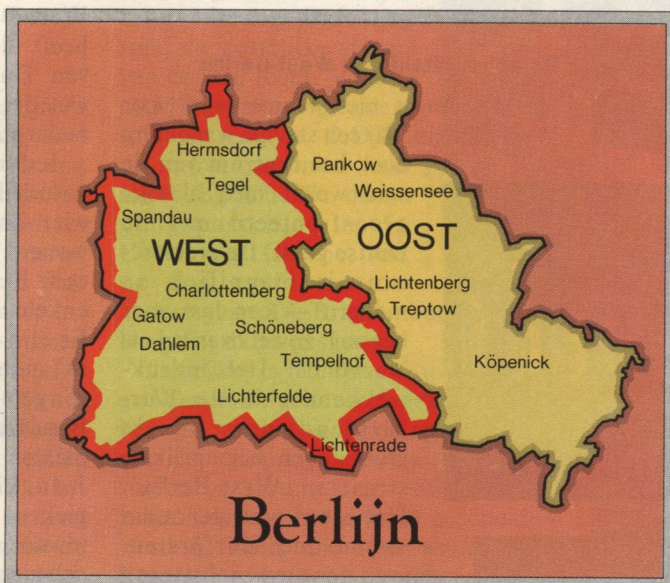 Hermsdorf
Tegel
Pankow
Weissensee
Spandau
WEST
OOST
Charlottenberg
Lichtenberg
Treptow
Gatow
Schöneberg
Dahlem
Tempelhof
Köpenick
Lichterfelde
Lichtenrade
Berlijn